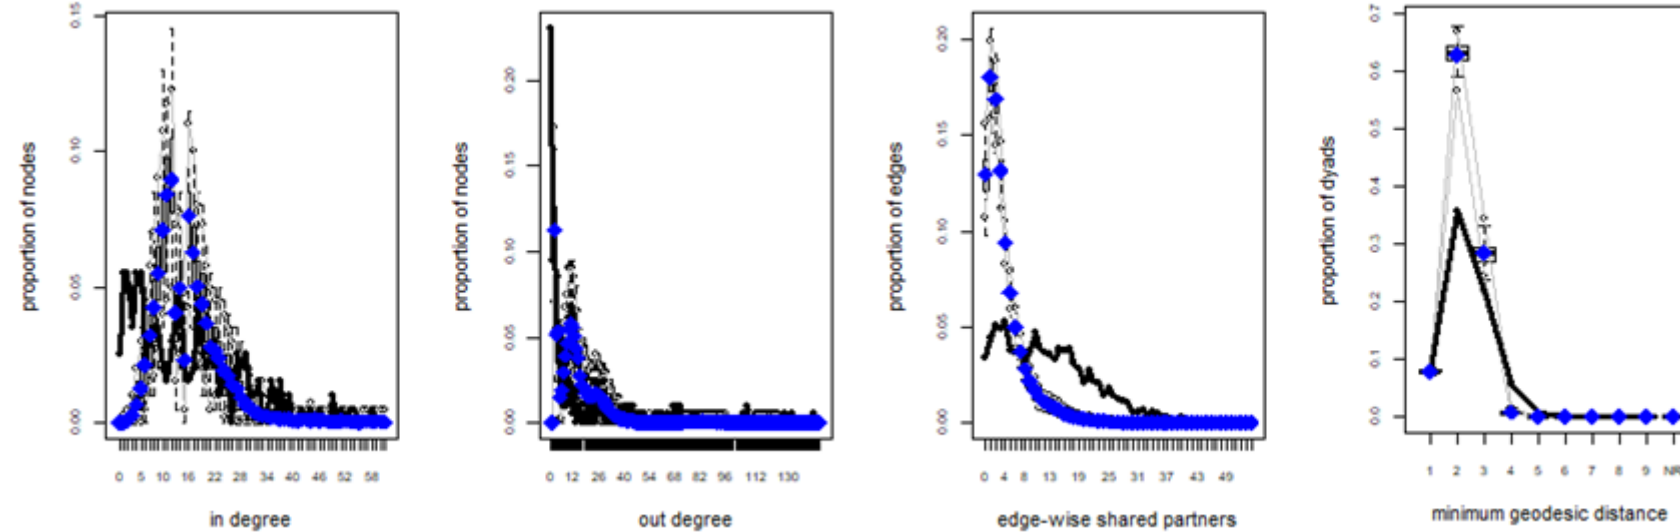 proportion of nodes
0.00 0.05 0.10 0.15
0 5 10 16 22 28 34 40 46 52 58
in degree
proportion of nodes
0.00 0.05 0.10 0.15 0.20
0 12 26 40 54 68 82 96 112 130
out degree
proportion of edges
0.00 0.05 0.10 0.15 0.20
0 4 8 13 19 25 31 37 43 49
edge-wise shared partners
proportion of dyads
0.0 0.1 0.2 0.3 0.4 0.5 0.6 0.7
1 2 3 4 5 6 7 8 9 NR
minimum geodesic distance